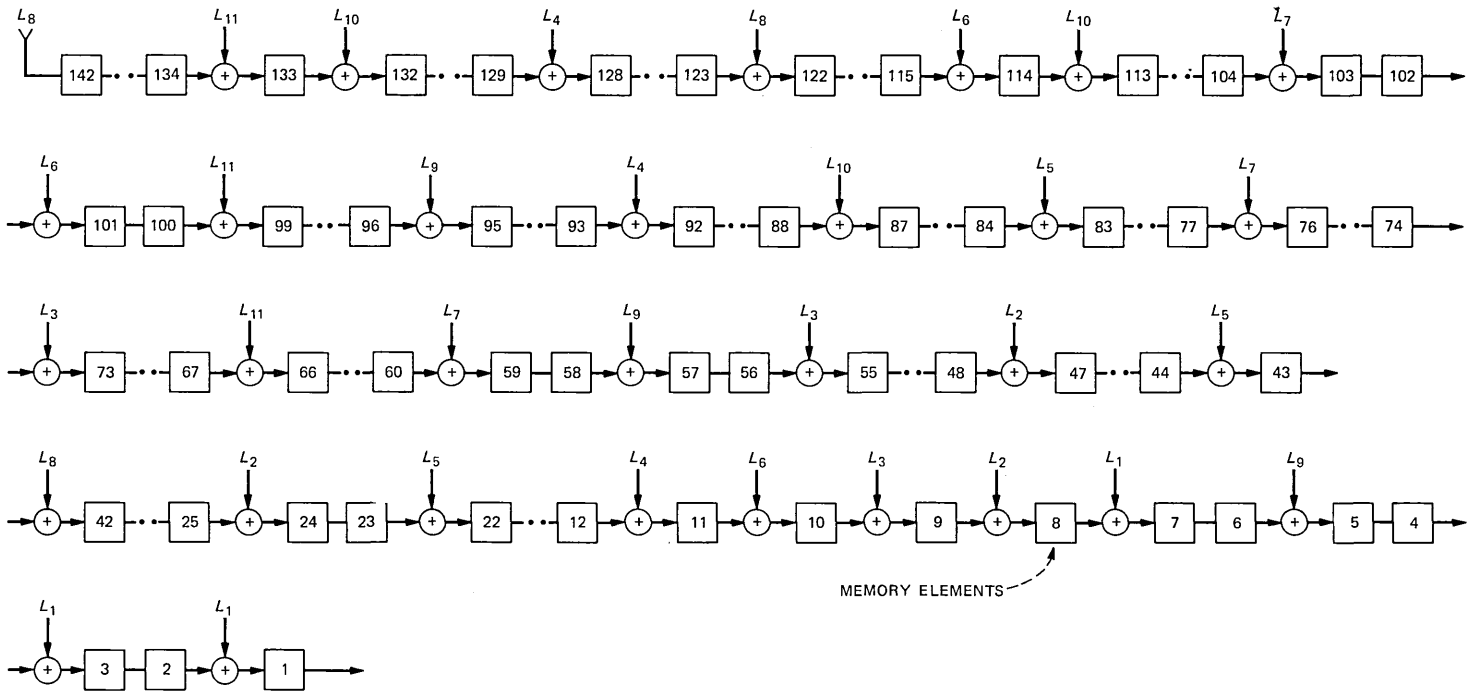 L8 L11 L10 L4 L8 L6 L10 L7
142 134 + 133 + 132 129 + 128 123 + 122 115 + 114 + 113 104 + 103 102
L6 L11 L9 L4 L10 L5 L7
+ 101 100 + 99 96 + 95 93 + 92 88 + 87 84 + 83 77 + 76 74
L3 L11 L7 L9 L3 L2 L5
+ 73 67 + 66 60 + 59 58 + 57 56 + 55 48 + 47 44 + 43
L8 L2 L5 L4 L6 L3 L2 L1 L9
+ 42 25 + 24 23 + 22 12 + 11 + 10 + 9 + 8 + 7 6 + 5 4
MEMORY ELEMENTS
L1 L1
+ 3 2 + 1